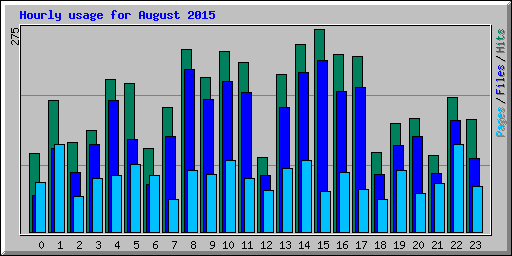 Hourly usage for August 2015
275
Pages/Files/Hits
0 1 2 3 4 5 6 7 8 9 10 11 12 13 14 15 16 17 18 19 20 21 22 23